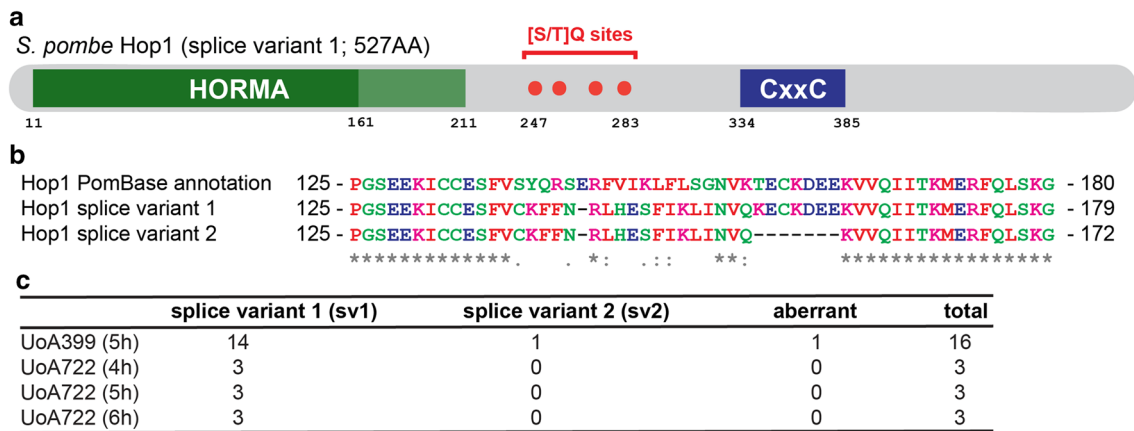 a
S. pombe Hop1 (splice variant 1; 527AA)
[S/T]Q sites
HORMA CxxC
11 161 211 247 283 334 385
b
Hop1 PomBase annotation 125 - PGSEEKICCESFVSYQRSERFVIKLFLSGNVKTECKDEEKVVQIITKMERFQLSKG - 180
Hop1 splice variant 1 125 - PGSEEKICCESFVCKFFN-RLHESFIKLINVQKECKDEEKVVQIITKMERFQLSKG - 179
Hop1 splice variant 2 125 - PGSEEKICCESFVCKFFN-RLHESFIKLINVQ-------KVVQIITKMERFQLSKG - 172
*************.   . *:  .::   **:       *****************
c
splice variant 1 (sv1) splice variant 2 (sv2) aberrant total
UoA399 (5h) 14 1 1 16
UoA722 (4h) 3 0 0 3
UoA722 (5h) 3 0 0 3
UoA722 (6h) 3 0 0 3